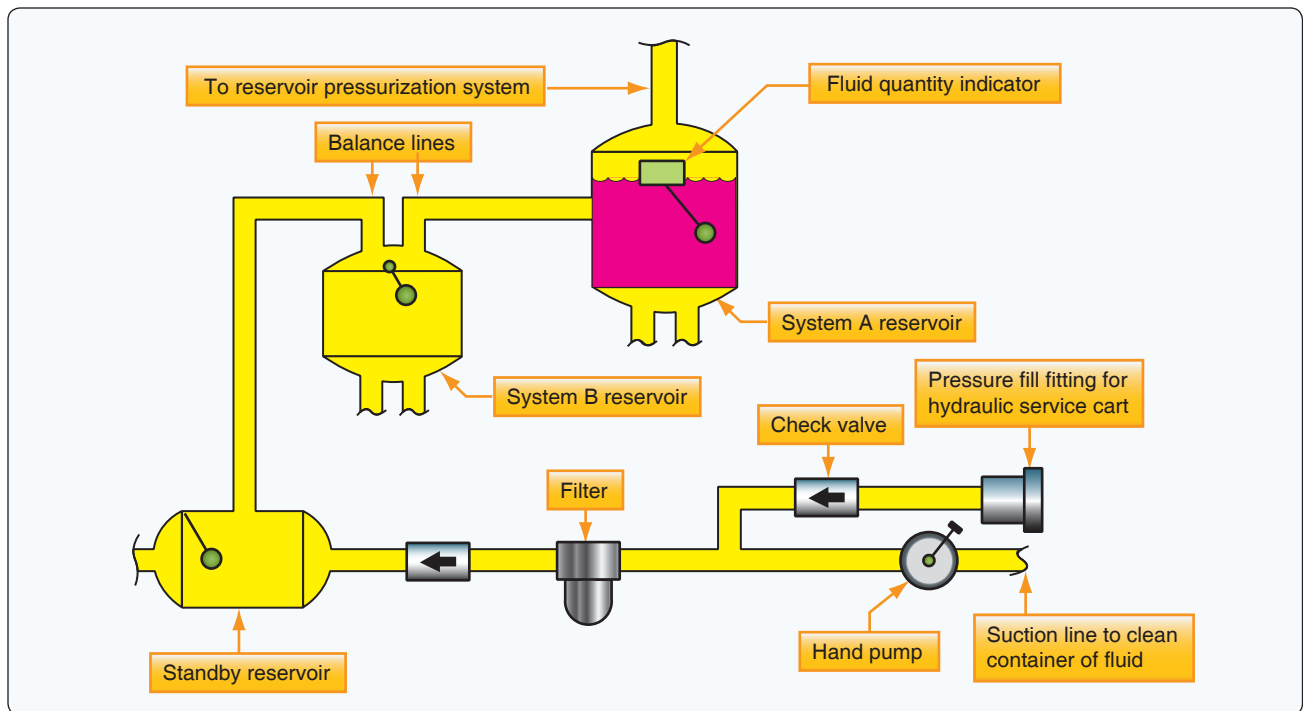 To reservoir pressurization system
Fluid quantity indicator
Balance lines
System A reservoir
System B reservoir
Pressure fill fitting for
hydraulic service cart
Check valve
Filter
Hand pump
Suction line to clean
container of fluid
Standby reservoir